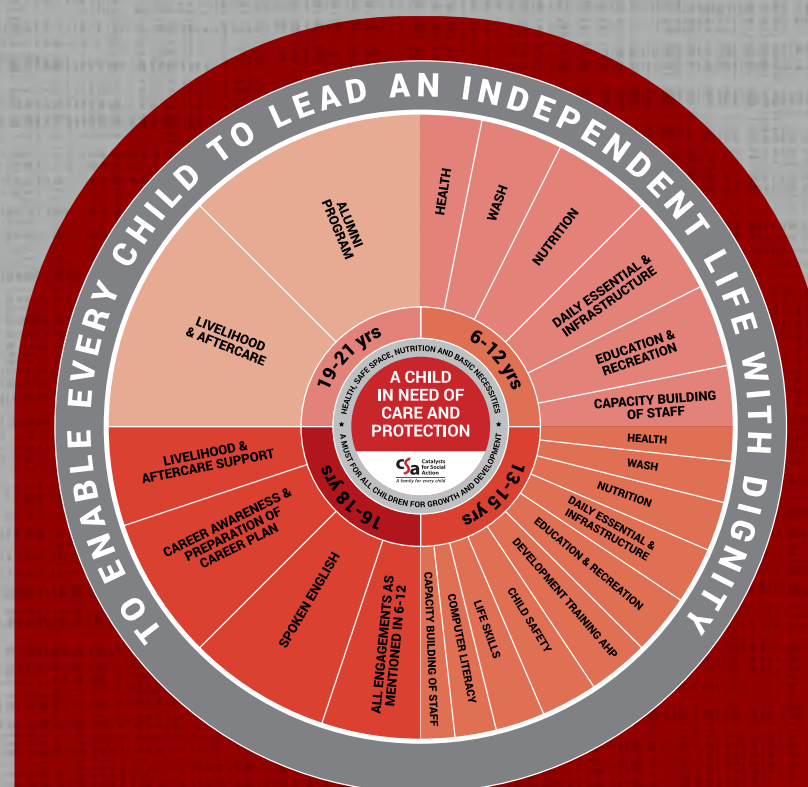 TO ENABLE EVERY CHILD TO LEAD AN INDEPENDENT LIFE WITH DIGNITY
HEALTH, SAFE SPACE, NUTRITION AND BASIC NECESSITIES
A MUST FOR ALL CHILDREN FOR GROWTH AND DEVELOPMENT
A CHILD
IN NEED OF
CARE AND
PROTECTION
CSa
Catalysts
for Social
Action
A family for every child
6-12 yrs
HEALTH
WASH
NUTRITION
DAILY ESSENTIAL &
INFRASTRUCTURE
EDUCATION &
RECREATION
CAPACITY BUILDING
OF STAFF
13-15 yrs
HEALTH
WASH
NUTRITION
DAILY ESSENTIAL &
INFRASTRUCTURE
EDUCATION & RECREATION
DEVELOPMENT TRAINING AHP
CHILD SAFETY
LIFE SKILLS
COMPUTER LITERACY
CAPACITY BUILDING OF STAFF
16-18 yrs
ALL ENGAGEMENTS AS
MENTIONED IN 6-12
SPOKEN ENGLISH
CAREER AWARENESS &
PREPARATION OF
CAREER PLAN
LIVELIHOOD &
AFTERCARE SUPPORT
19-21 yrs
LIVELIHOOD
& AFTERCARE
ALUMNI
PROGRAM